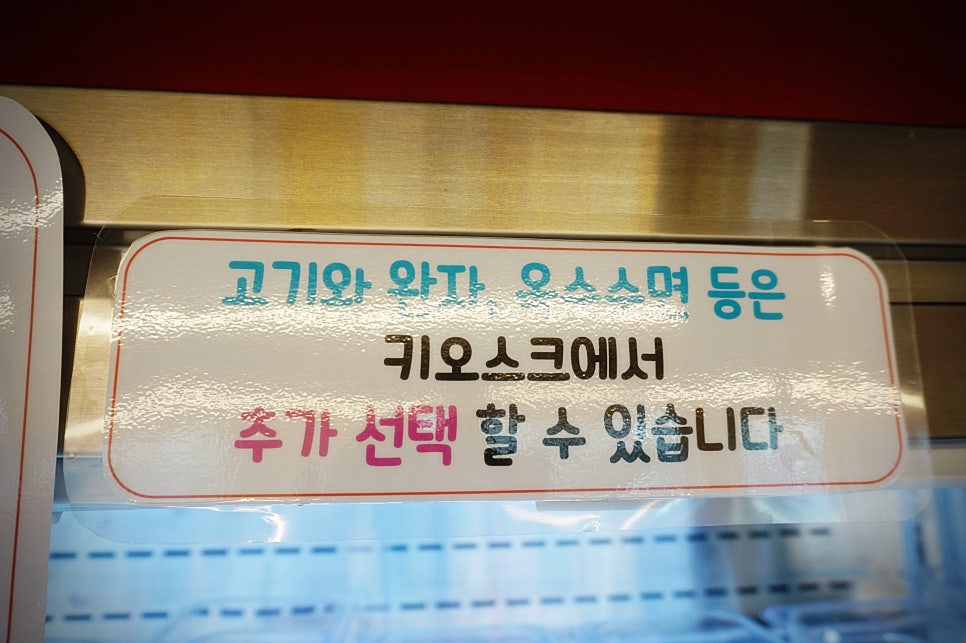 고기와 완자, 옥수수면 등은
키오스크에서
추가 선택 할 수 있습니다